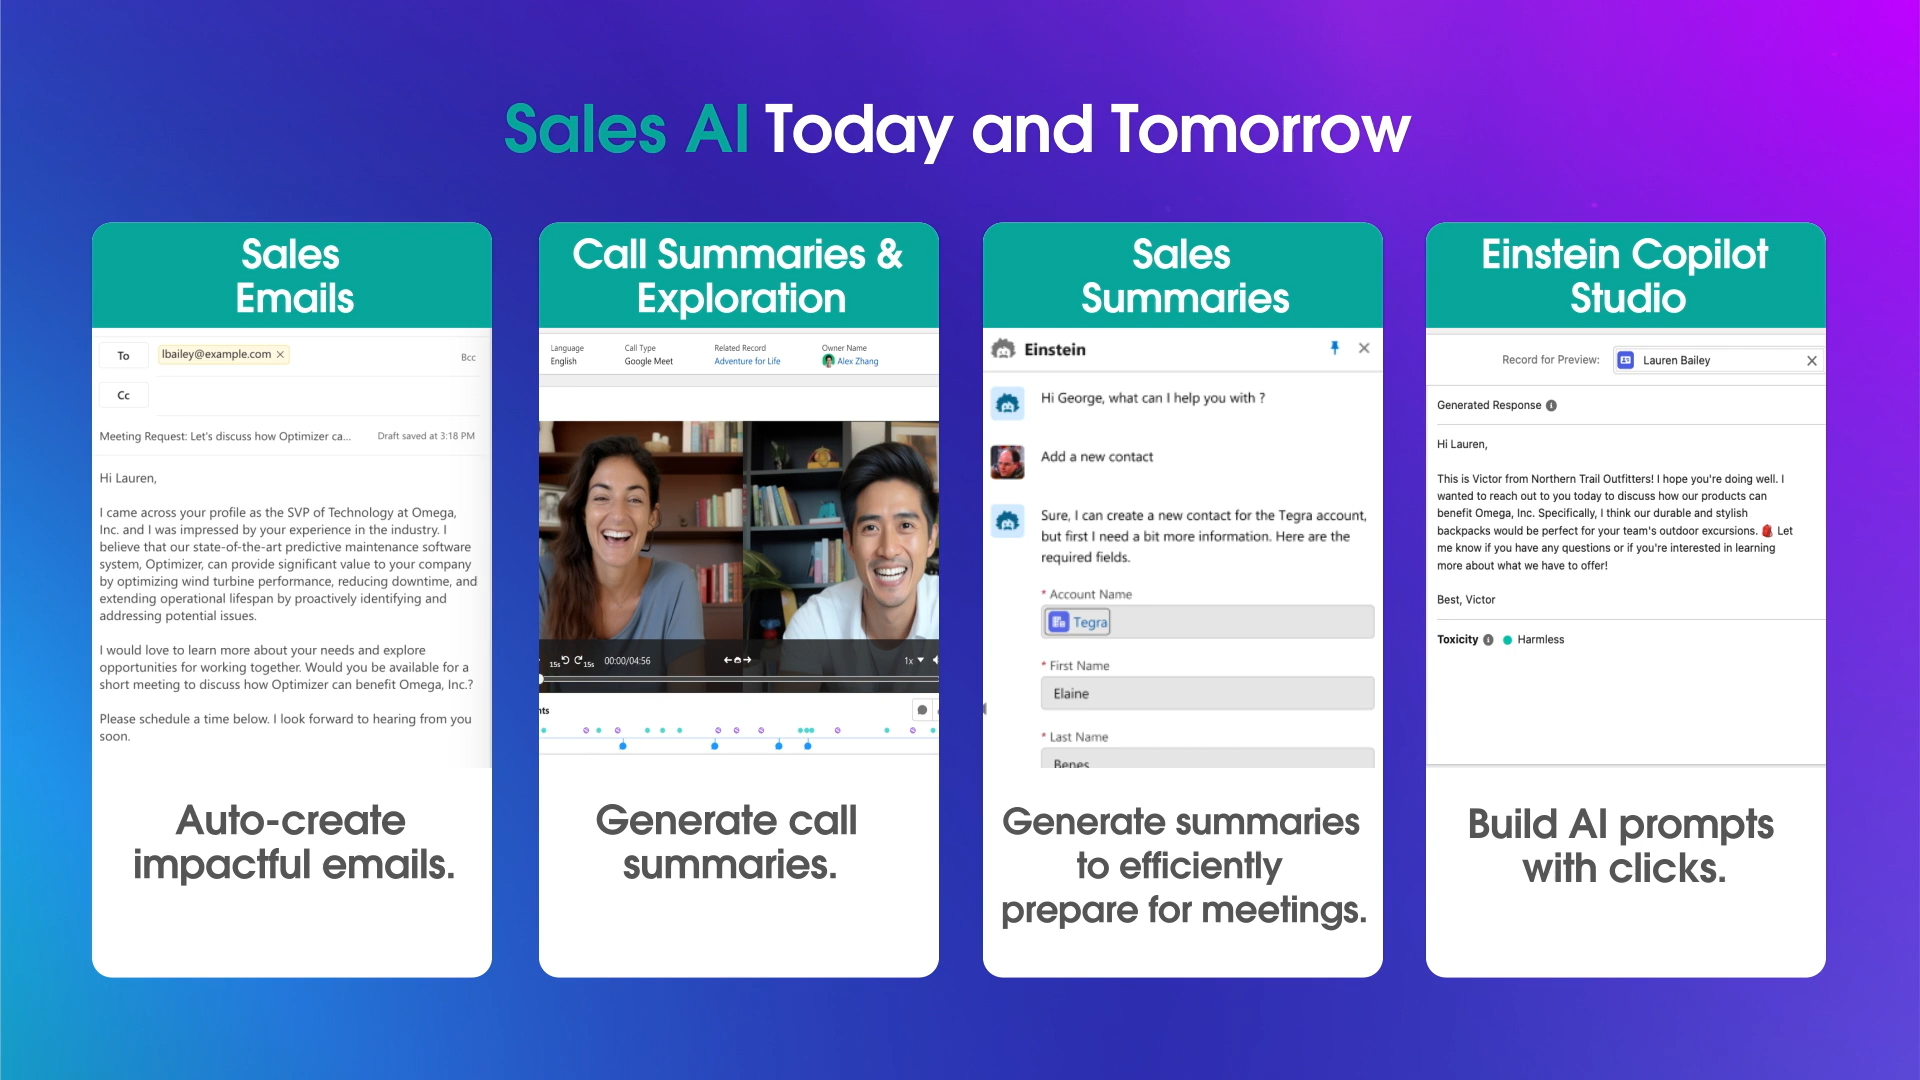 Sales AI Today and Tomorrow
Sales
Emails
To
lbailey@example.com
Bcc
Cc
Meeting Request: Let's discuss how Optimizer ca...
Draft saved at 3:18 PM
Hi Lauren,
I came across your profile as the SVP of Technology at Omega,
Inc. and I was impressed by your experience in the industry. I
believe that our state-of-the-art predictive maintenance software
system, Optimizer, can provide significant value to your company
by optimizing wind turbine performance, reducing downtime, and
extending operational lifespan by proactively identifying and
addressing potential issues.
I would love to learn more about your needs and explore
opportunities for working together. Would you be available for a
short meeting to discuss how Optimizer can benefit Omega, Inc.?
Please schedule a time below. I look forward to hearing from you
soon.
Auto-create
impactful emails.
Call Summaries &
Exploration
Language
English
Call Type
Google Meet
Related Record
Adventure for Life
Owner Name
Alex Zhang
15s
15s
00:00/04:56
1x
nts
Generate call
summaries.
Sales
Summaries
Einstein
Hi George, what can I help you with ?
Add a new contact
Sure, I can create a new contact for the Tegra account,
but first I need a bit more information. Here are the
required fields.
* Account Name
Tegra
* First Name
Elaine
* Last Name
Benes
Generate summaries
to efficiently
prepare for meetings.
Einstein Copilot
Studio
Record for Preview:
Lauren Bailey
Generated Response
Hi Lauren,
This is Victor from Northern Trail Outfitters! I hope you're doing well. I
wanted to reach out to you today to discuss how our products can
benefit Omega, Inc. Specifically, I think our durable and stylish
backpacks would be perfect for your team's outdoor excursions. 🎒 Let
me know if you have any questions or if you're interested in learning
more about what we have to offer!
Best, Victor
Toxicity
Harmless
Build AI prompts
with clicks.